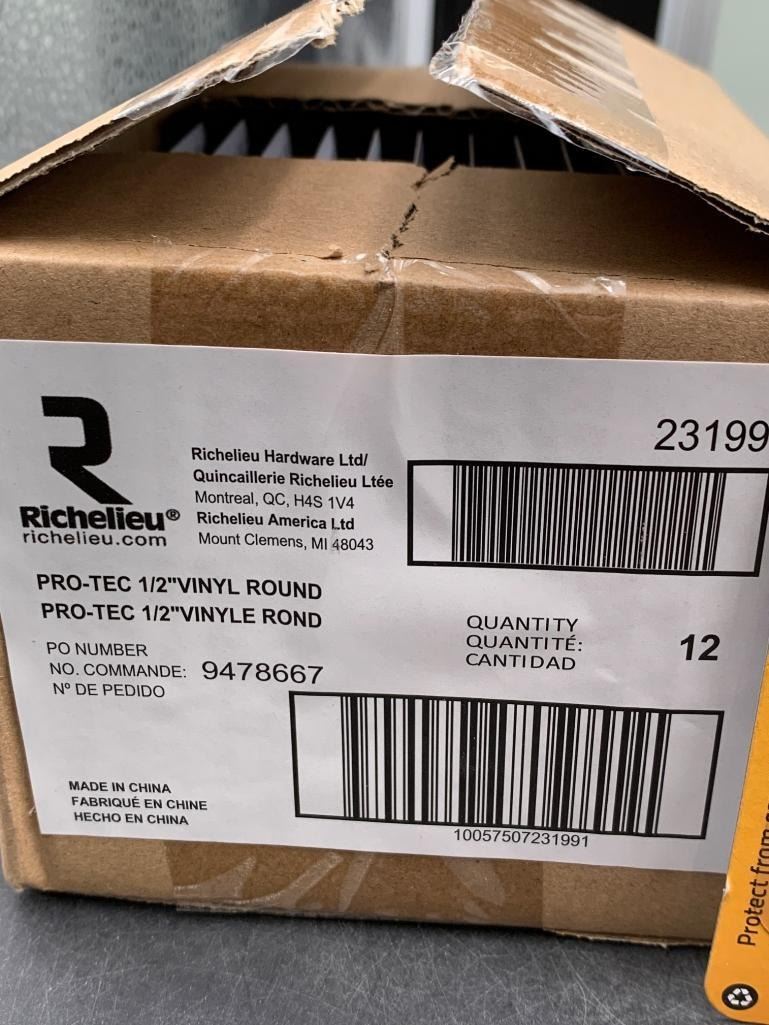 Richelieu®
richelieu.com
Richelieu Hardware Ltd/
Quincaillerie Richelieu Ltée
Montreal, QC, H4S 1V4
Richelieu America Ltd
Mount Clemens, MI 48043
23199
PRO-TEC 1/2"VINYL ROUND
PRO-TEC 1/2"VINYLE ROND
QUANTITY
QUANTITÉ:
CANTIDAD
12
PO NUMBER
NO. COMMANDE: 9478667
Nº DE PEDIDO
MADE IN CHINA
FABRIQUÉ EN CHINE
HECHO EN CHINA
10057507231991
Protect from